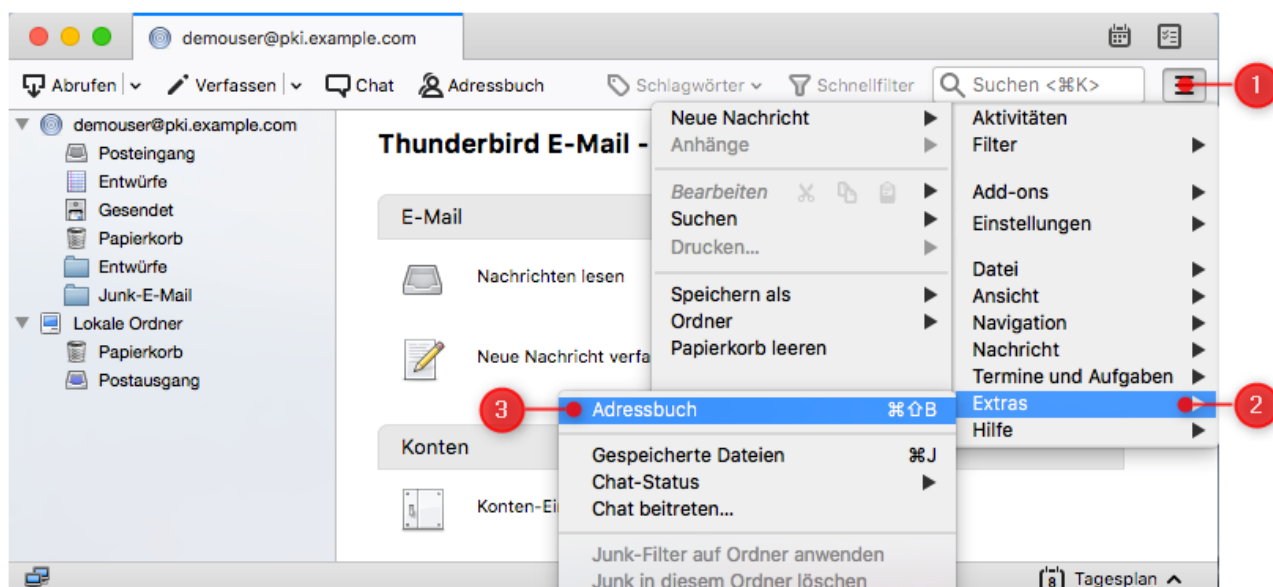 demouser@pki.example.com
Abrufen
Verfassen
Chat
Adressbuch
Schlagwörter
Schnellfilter
Suchen <⌘K>
1
demouser@pki.example.com
Posteingang
Entwürfe
Gesendet
Papierkorb
Entwürfe
Junk-E-Mail
Lokale Ordner
Papierkorb
Postausgang
Thunderbird E-Mail -
E-Mail
Nachrichten lesen
Neue Nachricht verfa
Konten
Konten-Ei
Neue Nachricht
Anhänge
Bearbeiten
Suchen
Drucken...
Speichern als
Ordner
Papierkorb leeren
Aktivitäten
Filter
Add-ons
Einstellungen
Datei
Ansicht
Navigation
Nachricht
Termine und Aufgaben
Extras
2
Hilfe
3
Adressbuch ⌘⇧B
Gespeicherte Dateien ⌘J
Chat-Status
Chat beitreten...
Junk-Filter auf Ordner anwenden
Junk in diesem Ordner löschen
8 Tagesplan